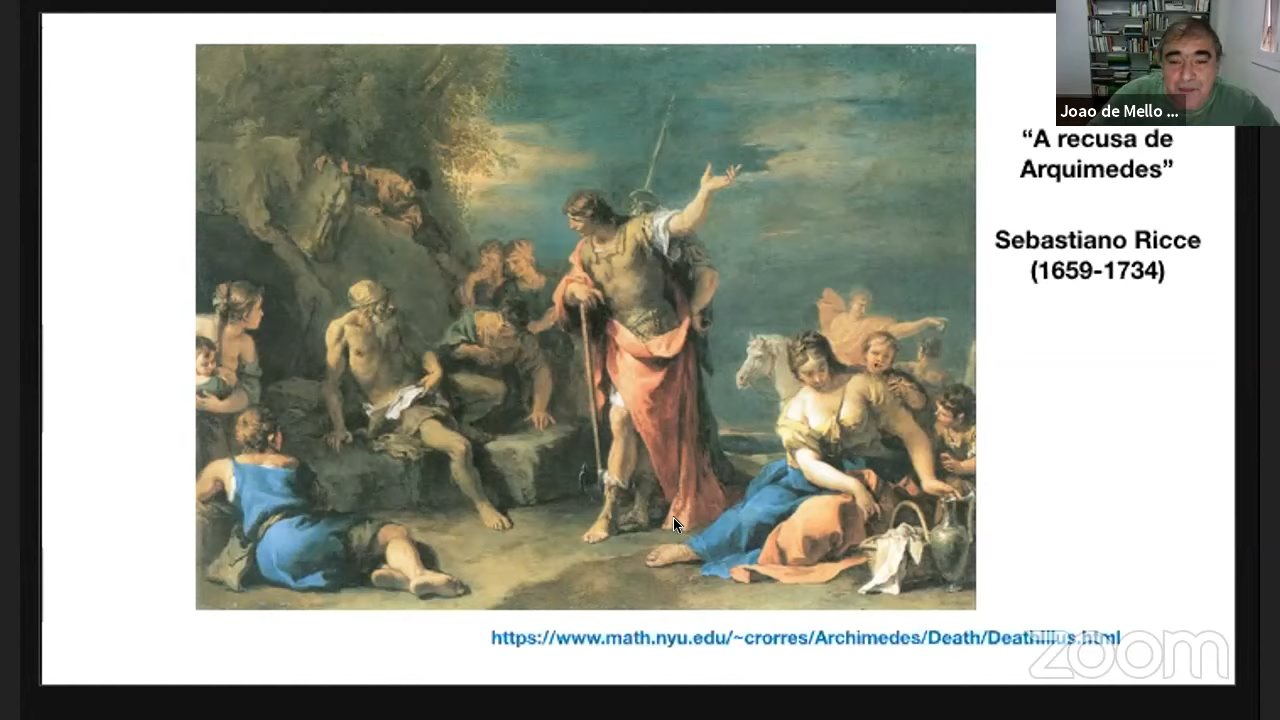 Joao de Mello ...
“A recusa de
Arquimedes”
Sebastiano Ricce
(1659-1734)
https://www.math.nyu.edu/~crorres/Archimedes/Death/DeathIllus.html
zoom